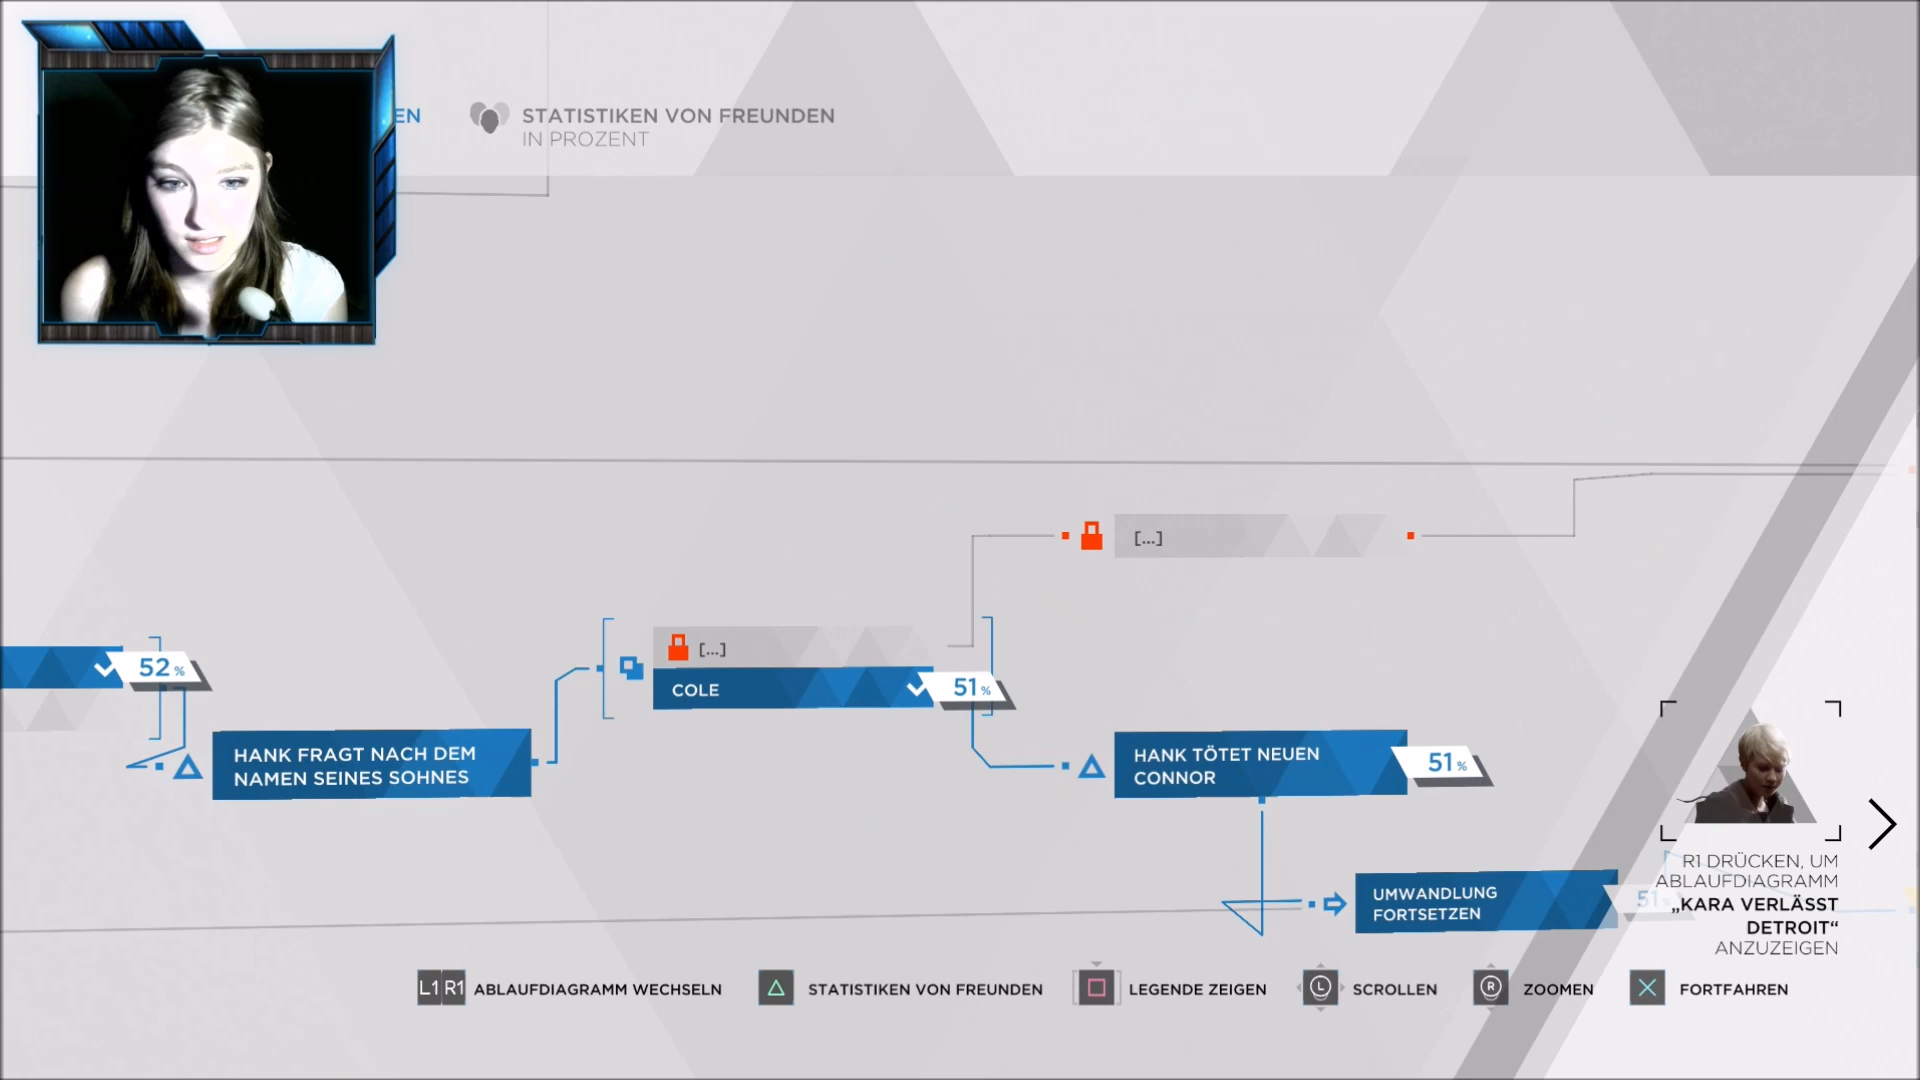 EN
STATISTIKEN VON FREUNDEN
IN PROZENT
[...]
52 %
[...]
COLE
51 %
HANK FRAGT NACH DEM
NAMEN SEINES SOHNES
HANK TÖTET NEUEN
CONNOR
51 %
UMWANDLUNG
FORTSETZEN
51
R1 DRÜCKEN, UM
ABLAUFDIAGRAMM
„KARA VERLÄSST
DETROIT“
ANZUZEIGEN
L1 R1 ABLAUFDIAGRAMM WECHSELN
STATISTIKEN VON FREUNDEN
LEGENDE ZEIGEN
L SCROLLEN
R ZOOMEN
FORTFAHREN